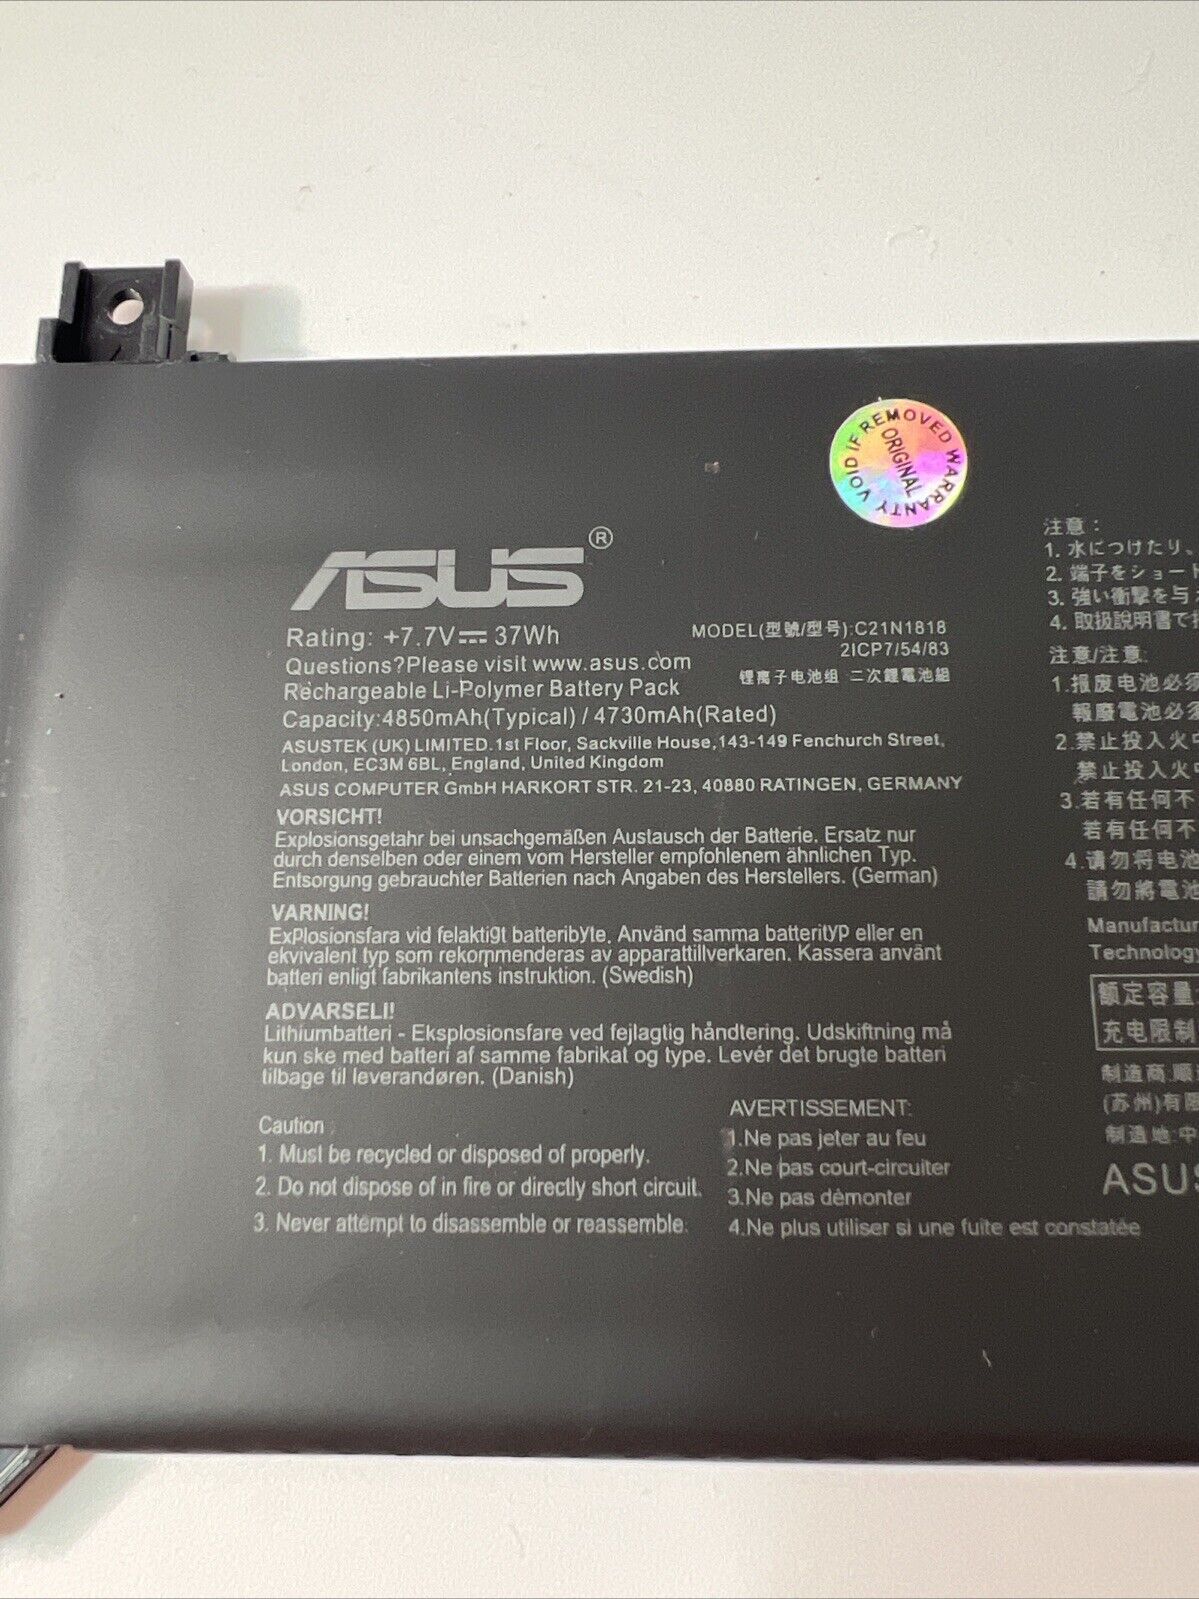 VOID IF REMOVED WARRANTY
ORIGINAL
ASUS®
Rating: +7.7V⎓ 37Wh
MODEL(型號/型号):C21N1818
2ICP7/54/83
Questions?Please visit www.asus.com
Rechargeable Li-Polymer Battery Pack
锂离子电池组 二次鋰電池組
Capacity:4850mAh(Typical) / 4730mAh(Rated)
ASUSTEK (UK) LIMITED.1st Floor, Sackville House,143-149 Fenchurch Street,
London, EC3M 6BL, England, United Kingdom
ASUS COMPUTER GmbH HARKORT STR. 21-23, 40880 RATINGEN, GERMANY
VORSICHT!
Explosionsgetahr bei unsachgemäßen Austausch der Batterie. Ersatz nur
durch denselben oder einem vom Hersteller empfohlenem ähnlichen Typ.
Entsorgung gebrauchter Batterien nach Angaben des Herstellers. (German)
VARNING!
Explosionsfara vid felaktigt batteribyte. Använd samma batterityp eller en
ekvivalent typ som rekommenderas av apparattillverkaren. Kassera använt
batteri enligt fabrikantens instruktion. (Swedish)
ADVARSELI!
Lithiumbatteri - Eksplosionsfare ved fejlagtig håndtering. Udskiftning må
kun ske med batteri af samme fabrikat og type. Levér det brugte batteri
tilbage til leverandøren. (Danish)
Caution
1. Must be recycled or disposed of properly.
2. Do not dispose of in fire or directly short circuit.
3. Never attempt to disassemble or reassemble.
AVERTISSEMENT:
1.Ne pas jeter au feu
2.Ne pas court-circuiter
3.Ne pas démonter
4.Ne plus utiliser si une fuite est constatée
注意：
1. 水につけたり、
2. 端子をショート
3. 強い衝撃を与
4. 取扱説明書で
注意/注意:
1.报废电池必须
報廢電池必須
2.禁止投入火中
禁止投入火中
3.若有任何不
若有任何不
4.请勿将电池
請勿將電池
Manufactur
Technology
额定容量:
充电限制
制造商:順
(苏州)有限
制造地:中
ASUS